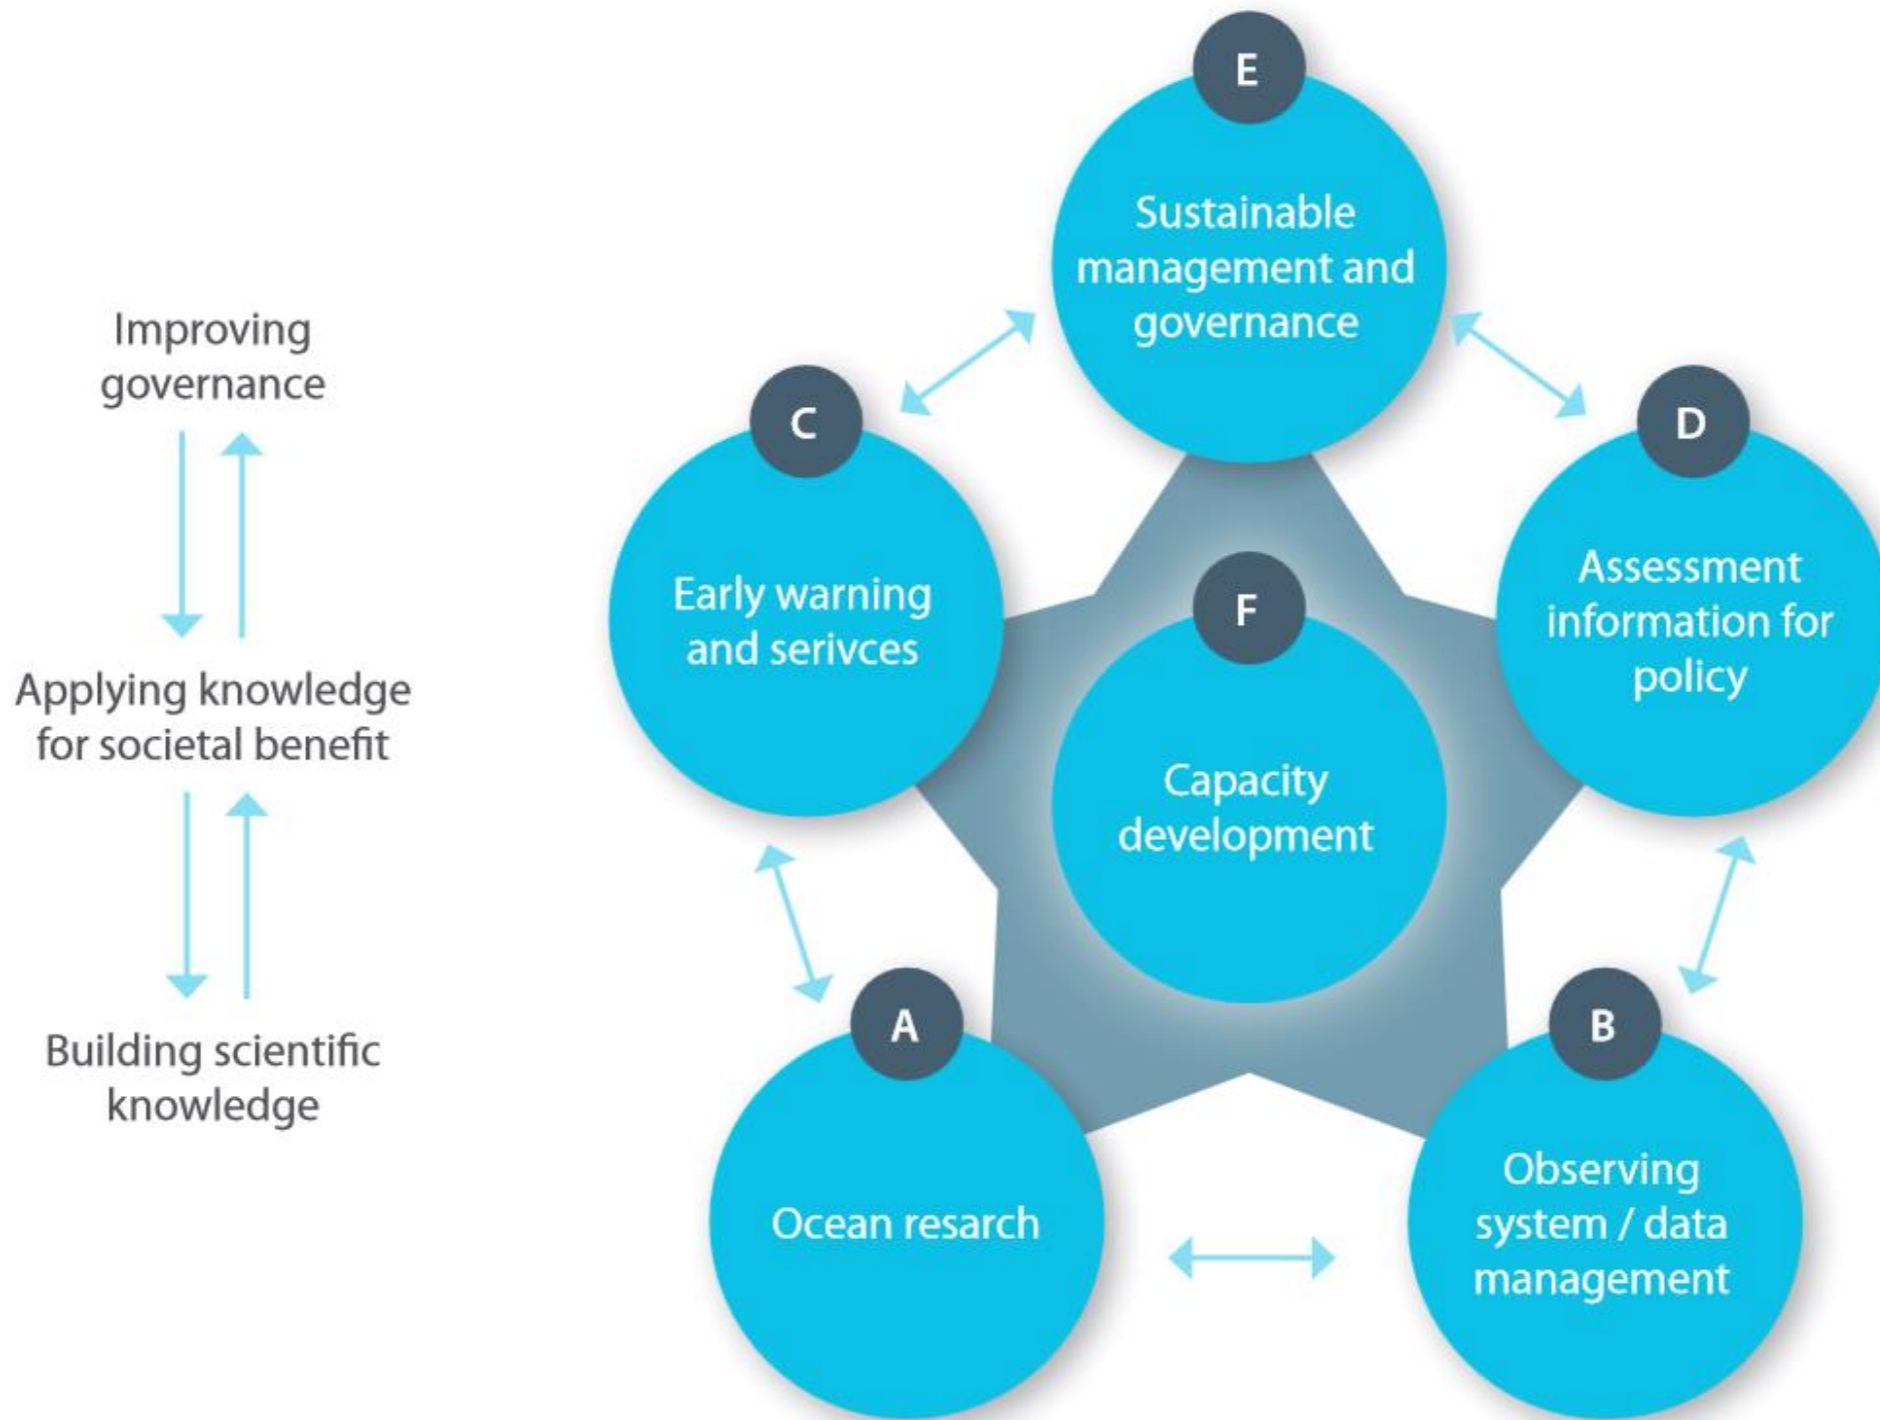 Improving
governance
Applying knowledge
for societal benefit
Building scientific
knowledge
E
Sustainable
management and
governance
C
Early warning
and serivces
D
Assessment
information for
policy
F
Capacity
development
A
Ocean resarch
B
Observing
system / data
management